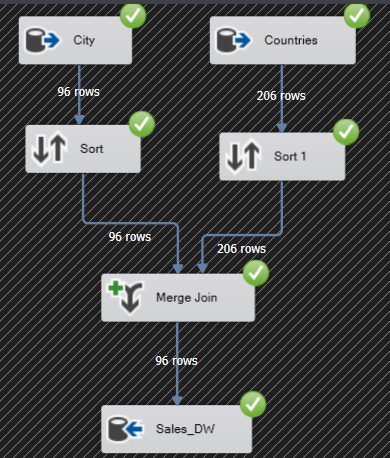 City
Countries
96 rows
206 rows
Sort
Sort 1
96 rows
206 rows
Merge Join
96 rows
Sales_DW